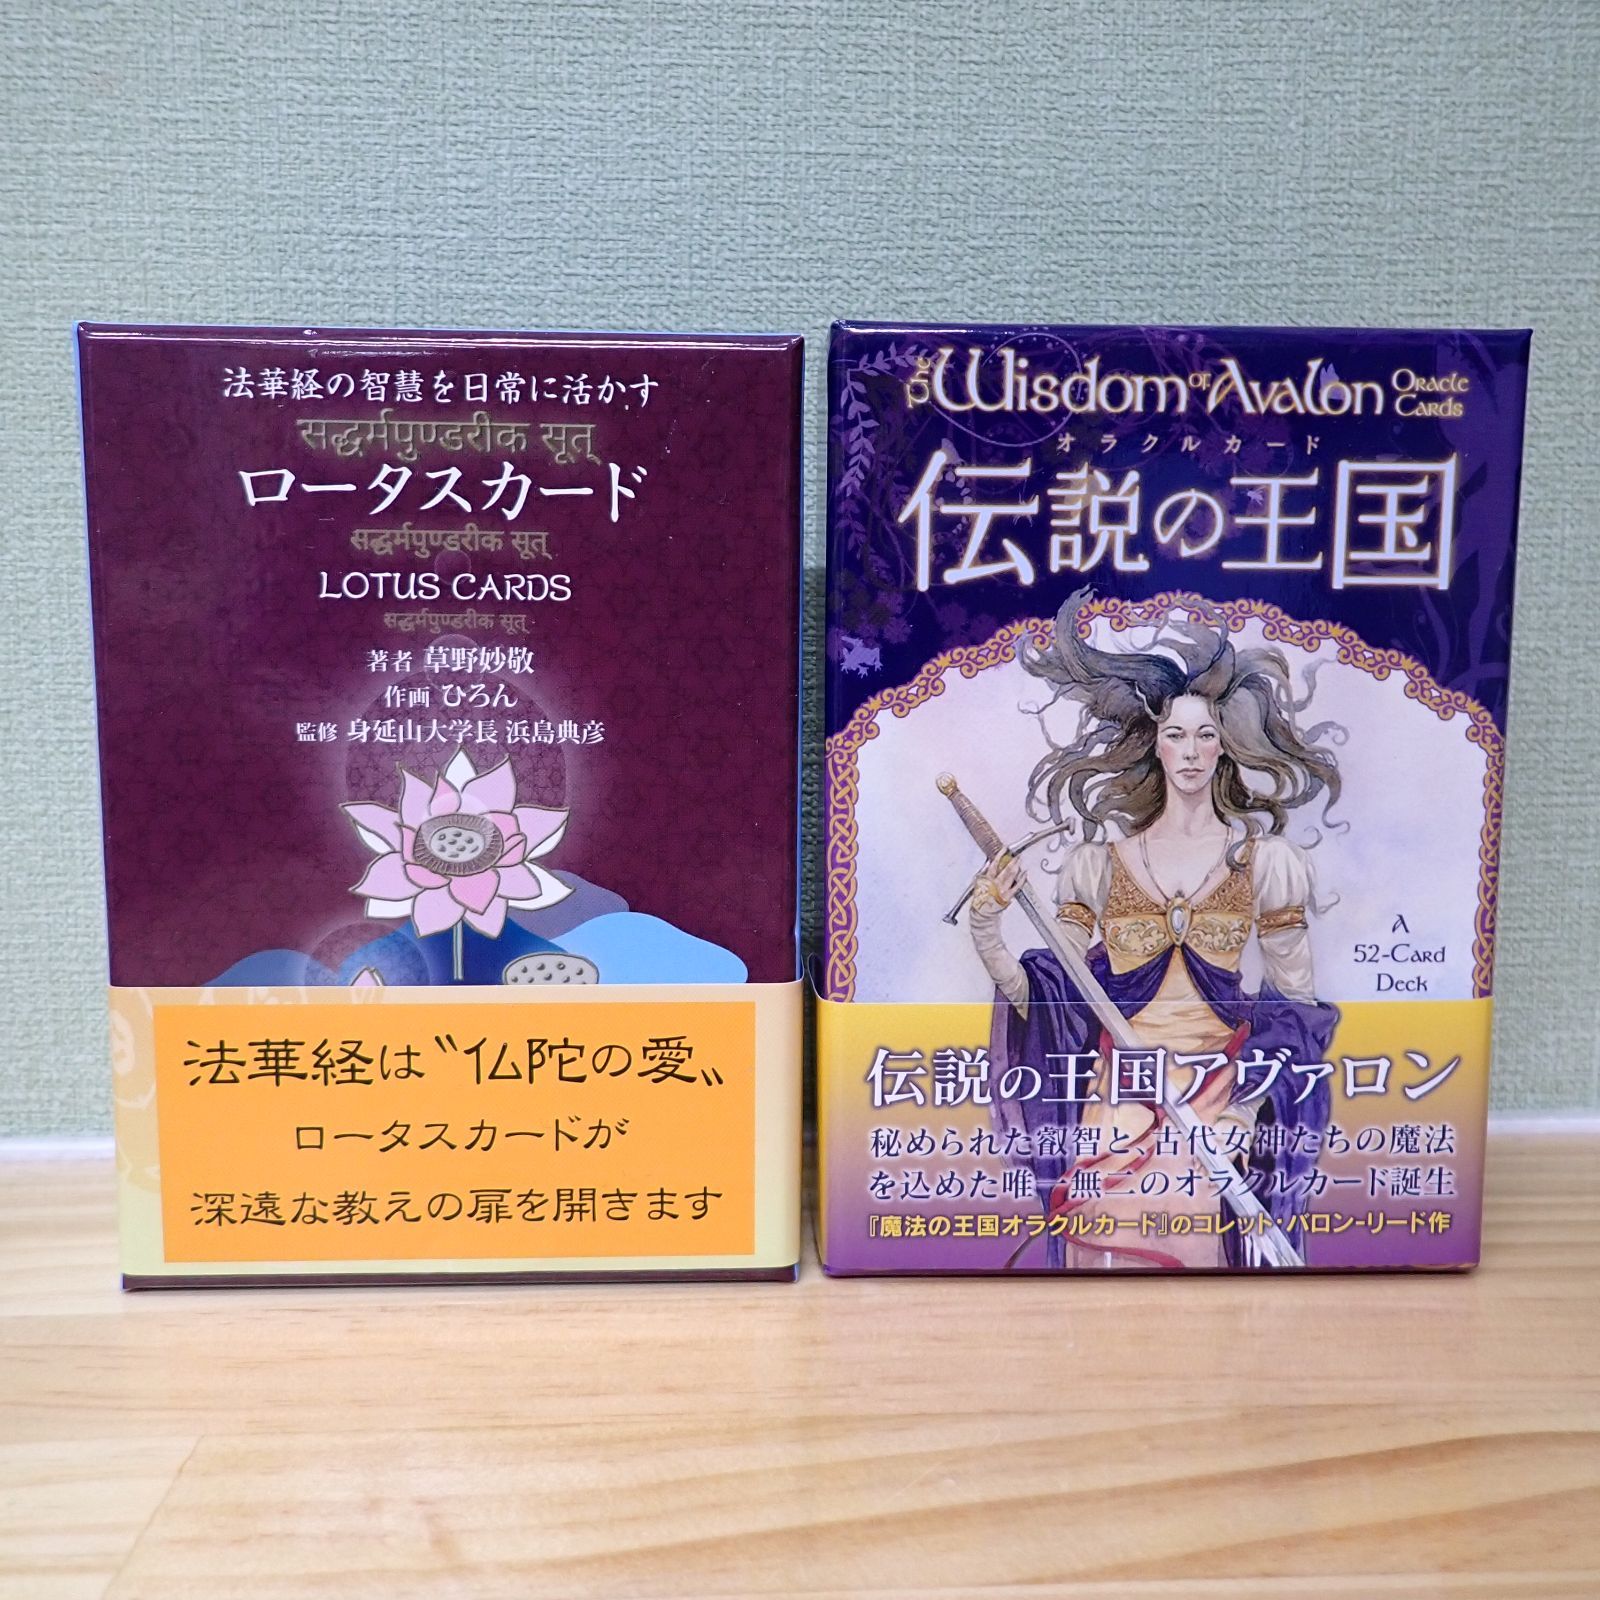 法華経の智慧を日常に活かす
सद्धर्मपुण्डरीक सूत्
ロータスカード
सद्धर्मपुण्डरीक सूत्
LOTUS CARDS
सद्धर्मपुण्डरीक सूत्
著者 草野妙敬
作画 ひろん
監修 身延山大学長 浜島典彦
法華経は〝仏陀の愛〟
ロータスカードが
深遠な教えの扉を開きます
The Wisdom of Avalon Oracle Cards
オラクルカード
伝説の王国
A
52-Card
Deck
伝説の王国アヴァロン
秘められた叡智と、古代女神たちの魔法
を込めた唯一無二のオラクルカード誕生
『魔法の王国オラクルカード』のコレット・バロン-リード作